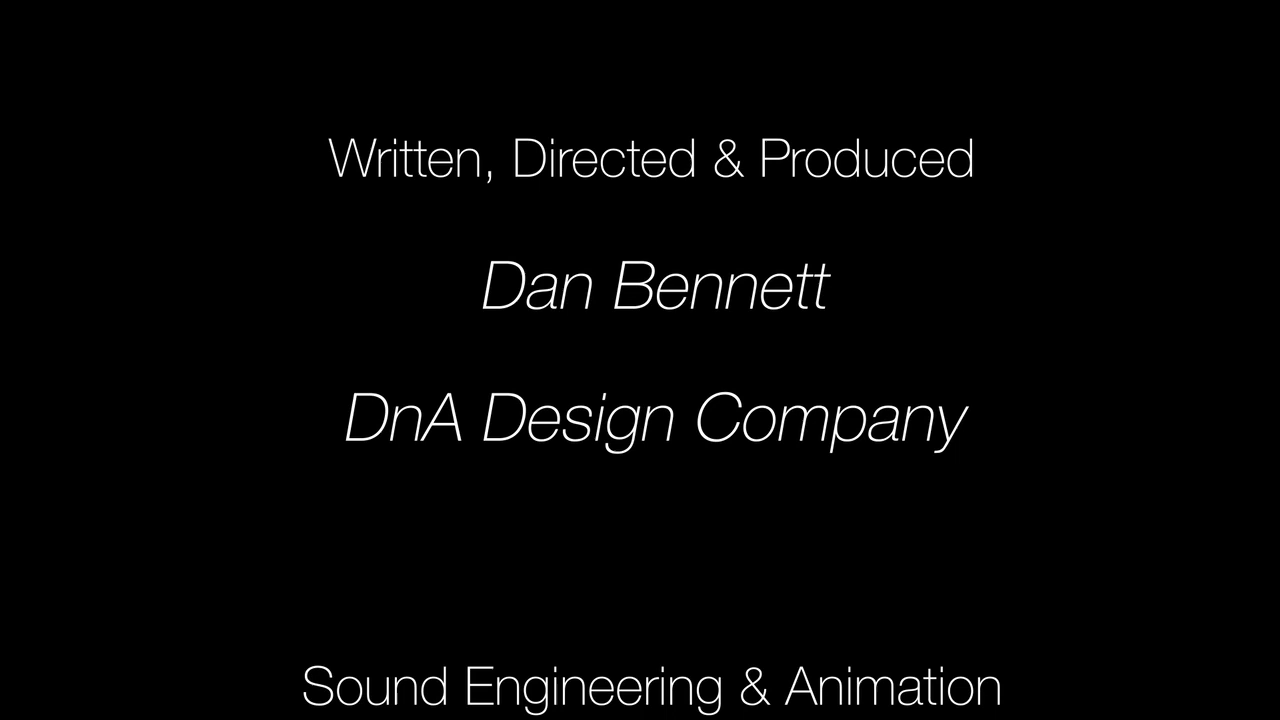 Written, Directed & Produced
Dan Bennett
DnA Design Company
Sound Engineering & Animation